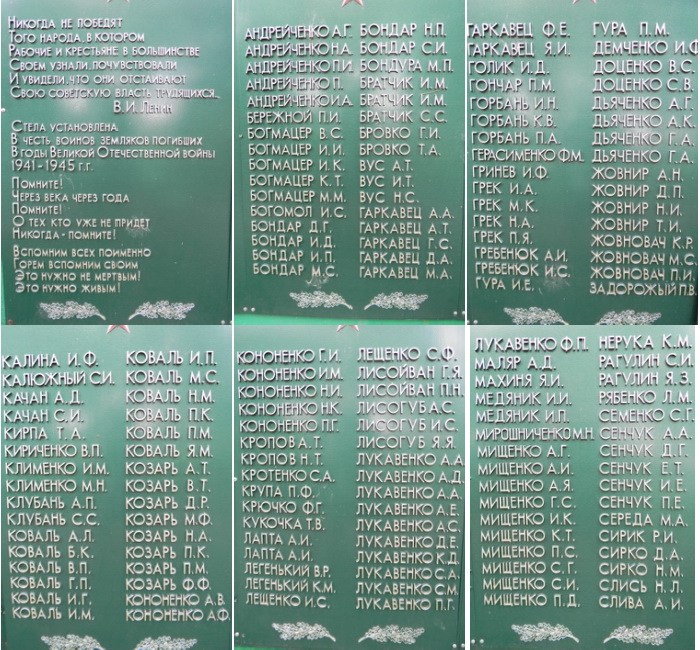 Никогда не победят
Того народа, в котором
Рабочие и крестьяне в большинстве
Своем узнали, почувствовали
И увидели, что они отстаивают
Свою советскую власть трудящихся...
В.И. Ленин
Стела установлена
В честь воинов земляков погибших
В годы Великой Отечественной войны
1941-1945 г.г.
Помните!
Через века через года
Помните!
О тех кто уже не придет
Никогда - помните!
Вспомним всех поименно
Горем вспомним своим
Это нужно не мертвым!
Это нужно живым!
АНДРЕЙЧЕНКО А.Г.
АНДРЕЙЧЕНКО Н.А.
АНДРЕЙЧЕНКО П.И.
АНДРЕЙЧЕНКО П.
АНДРЕЙЧЕНКО И.А.
БЕРЕЖНОЙ П.И.
БОГМАЦЕР В.С.
БОГМАЦЕР И.И.
БОГМАЦЕР И.К.
БОГМАЦЕР К.Т.
БОГМАЦЕР М.М.
БОГОМОЛ И.С.
БОНДАР Д.Г.
БОНДАР И.Д.
БОНДАР И.П.
БОНДАР М.С.
БОНДАР Н.П.
БОНДАР С.И.
БОНДУРА М.П.
БРАТЧИК И.М.
БРАТЧИК И.М.
БРАТЧИК С.С.
БРОВКО Г.И.
БРОВКО Т.А.
ВУС А.Т.
ВУС И.Т.
ВУС Н.С.
ГАРКАВЕЦ А.А.
ГАРКАВЕЦ А.Т.
ГАРКАВЕЦ Г.С.
ГАРКАВЕЦ Д.А.
ГАРКАВЕЦ М.А.
ГАРКАВЕЦ Ф.Е.
ГАРКАВЕЦ Я.И.
ГОЛИК И.Д.
ГОНЧАР П.М.
ГОРБАНЬ И.Н.
ГОРБАНЬ К.В.
ГОРБАНЬ П.А.
ГЕРАСИМЕНКО Ф.М.
ГРИНЕВ И.Ф.
ГРЕК И.А.
ГРЕК М.К.
ГРЕК Н.А.
ГРЕК П.Я.
ГРЕБЕНЮК А.И.
ГРЕБЕНЮК И.С.
ГУРА И.Е.
ГУРА П.М.
ДЕМЧЕНКО И.Ф
ДОЦЕНКО В.С.
ДОЦЕНКО С.В.
ДЬЯЧЕНКО А.Г.
ДЬЯЧЕНКО А.К
ДЬЯЧЕНКО Г.А.
ДЬЯЧЕНКО Г.А.
ЖОВНИР А.Н.
ЖОВНИР Д.П.
ЖОВНИР Н.И.
ЖОВНИР Т.И.
ЖОВНОВАЧ К.Р.
ЖОВНОВАЧ М.С.
ЖОВНОВАЧ П.И
ЗАДОРОЖЫЙ П.В.
КАЛИНА И.Ф.
КАЛЮЖНЫЙ С.И.
КАЧАН А.Д.
КАЧАН С.И.
КИРПА Т.А.
КИРИЧЕНКО В.П.
КЛИМЕНКО И.М.
КЛИМЕНКО М.Н.
КЛУБАНЬ А.П.
КЛУБАНЬ С.С.
КОВАЛЬ А.Л.
КОВАЛЬ Б.К.
КОВАЛЬ В.П.
КОВАЛЬ Г.П.
КОВАЛЬ И.Г.
КОВАЛЬ И.М.
КОВАЛЬ И.П.
КОВАЛЬ М.С.
КОВАЛЬ Н.М.
КОВАЛЬ П.К.
КОВАЛЬ П.М.
КОВАЛЬ Я.М.
КОЗАРЬ А.Т.
КОЗАРЬ В.Т.
КОЗАРЬ Д.Р.
КОЗАРЬ М.Ф.
КОЗАРЬ Н.А.
КОЗАРЬ П.К.
КОЗАРЬ П.М.
КОЗАРЬ Ф.Ф.
КОНОНЕНКО А.В.
КОНОНЕНКО А.Ф.
КОНОНЕНКО Г.И.
КОНОНЕНКО И.М.
КОНОНЕНКО Н.И.
КОНОНЕНКО Н.К.
КОНОНЕНКО П.Г.
КРОПОВ А.Т.
КРОПОВ Н.Т.
КРОТЕНКО С.А.
КРУПА П.Ф.
КРЮЧКО Ф.Г.
КУКОЧКА Т.В.
ЛАПТА А.И.
ЛАПТА А.И.
ЛЕГЕНЬКИЙ В.Р.
ЛЕГЕНЬКИЙ К.М.
ЛЕЩЕНКО И.С.
ЛЕЩЕНКО С.Ф.
ЛИСОЙВАН Г.Я.
ЛИСОЙВАН П.Н.
ЛИСОГУБ А.С.
ЛИСОГУБ И.С.
ЛИСОГУБ Я.Я.
ЛУКАВЕНКО А.А.
ЛУКАВЕНКО А.Д.
ЛУКАВЕНКО А.А.
ЛУКАВЕНКО А.Е.
ЛУКАВЕНКО А.С.
ЛУКАВЕНКО Д.Е.
ЛУКАВЕНКО К.Д.
ЛУКАВЕНКО С.А.
ЛУКАВЕНКО С.М.
ЛУКАВЕНКО П.Г.
ЛУКАВЕНКО Ф.П.
МАЛЯР А.Д.
МАХИНЯ Я.И.
МЕДЯНИК И.И.
МЕДЯНИК И.П.
МИРОШНИЧЕНКО М.Н.
МИЩЕНКО А.Г.
МИЩЕНКО А.И.
МИЩЕНКО А.Я.
МИЩЕНКО Г.С.
МИЩЕНКО И.К.
МИЩЕНКО К.Т.
МИЩЕНКО П.С.
МИЩЕНКО С.Г.
МИЩЕНКО С.И.
МИЩЕНКО П.Д.
НЕРУКА К.М.
РАГУЛИН С.И.
РАГУЛИН Я.З.
РЯБЕНКО Л.М.
СЕМЕНКО С.П.
СЕНЧУК А.А.
СЕНЧУК Д.Г.
СЕНЧУК Е.Т.
СЕНЧУК И.Е.
СЕНЧУК П.Е.
СЕРЕДА М.А.
СИРИК Р.И.
СИРКО Д.А.
СИРКО Н.М.
СЛИСЬ Н.Л.
СЛИВА А.И.